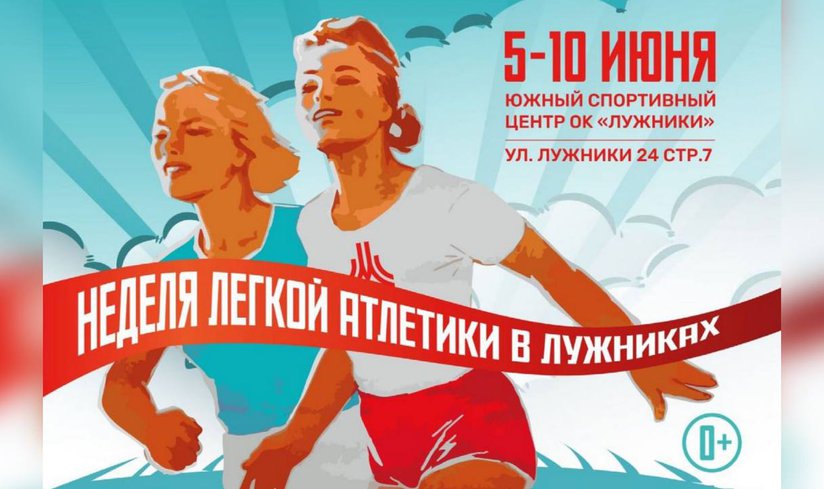 5-10 ИЮНЯ
ЮЖНЫЙ СПОРТИВНЫЙ
ЦЕНТР ОК «ЛУЖНИКИ»
УЛ. ЛУЖНИКИ 24 СТР.7
НЕДЕЛЯ ЛЕГКОЙ АТЛЕТИКИ В ЛУЖНИКАХ
0+